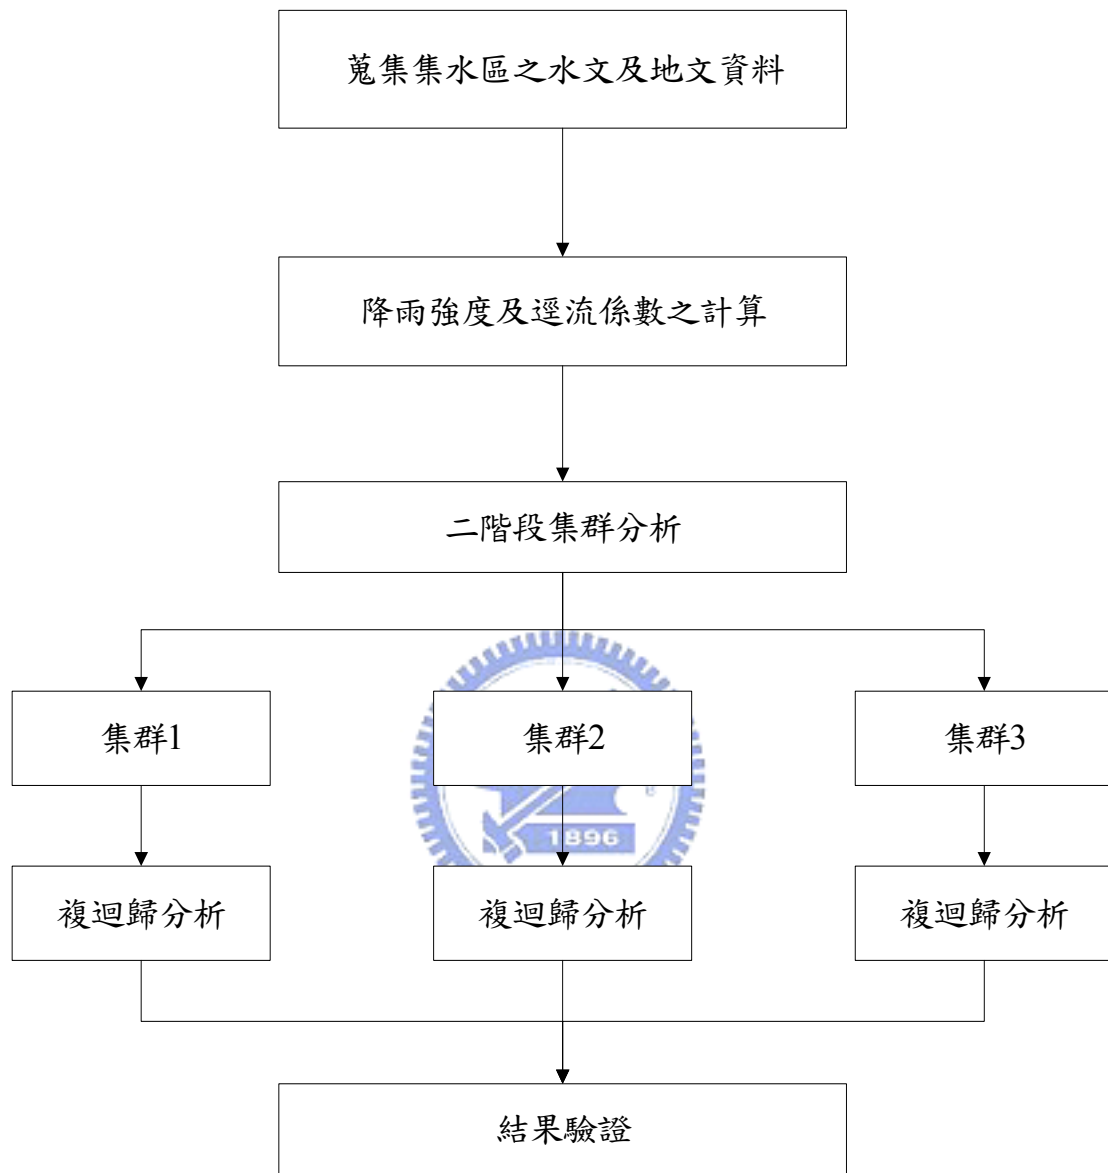 蒐集集水區之水文及地文資料
降雨強度及逕流係數之計算
二階段集群分析
集群1
集群2
集群3
1896
複迴歸分析
複迴歸分析
複迴歸分析
結果驗證